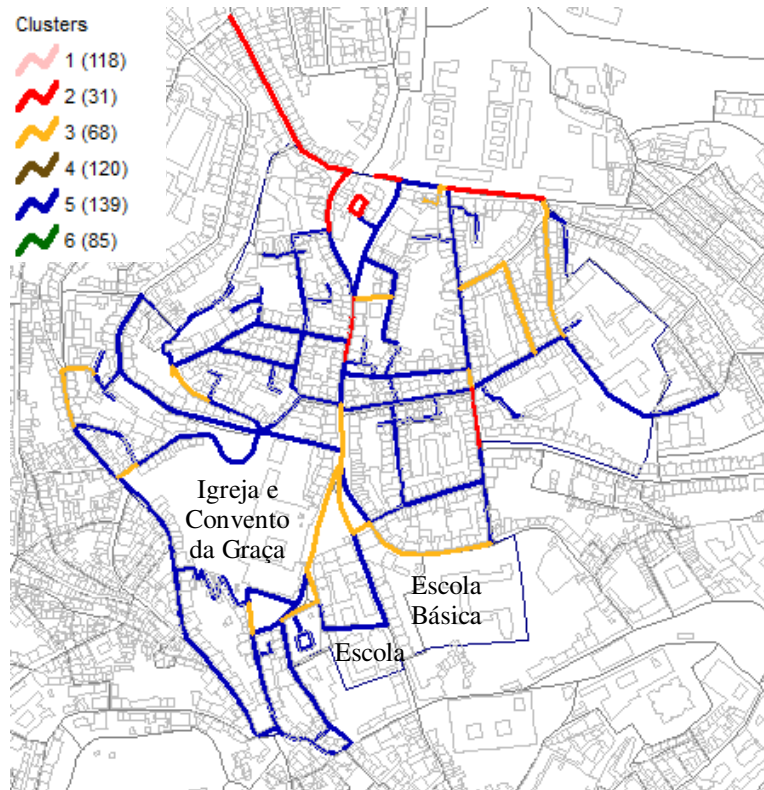 Clusters
1 (118)
2 (31)
3 (68)
4 (120)
5 (139)
6 (85)
Igreja e
Convento
da Graça
Escola
Básica
Escola